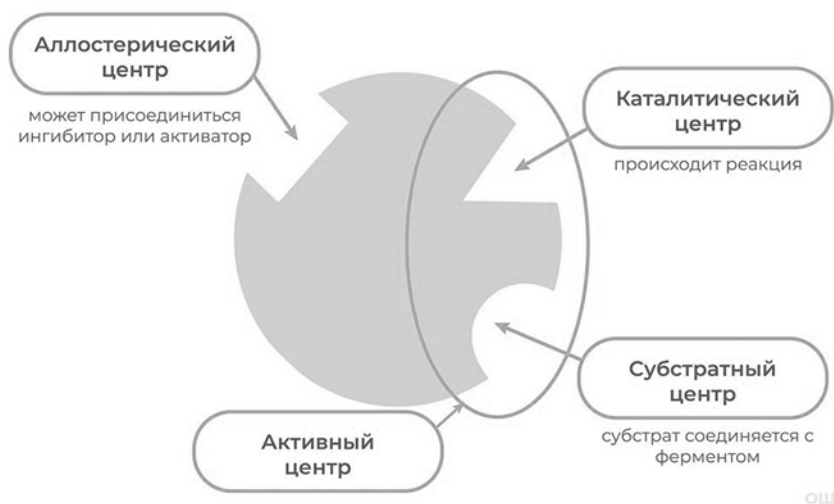 Аллостерический
центр
может присоединиться
ингибитор или активатор
Каталитический
центр
происходит реакция
Субстратный
центр
субстрат соединяется с
ферментом
Активный
центр